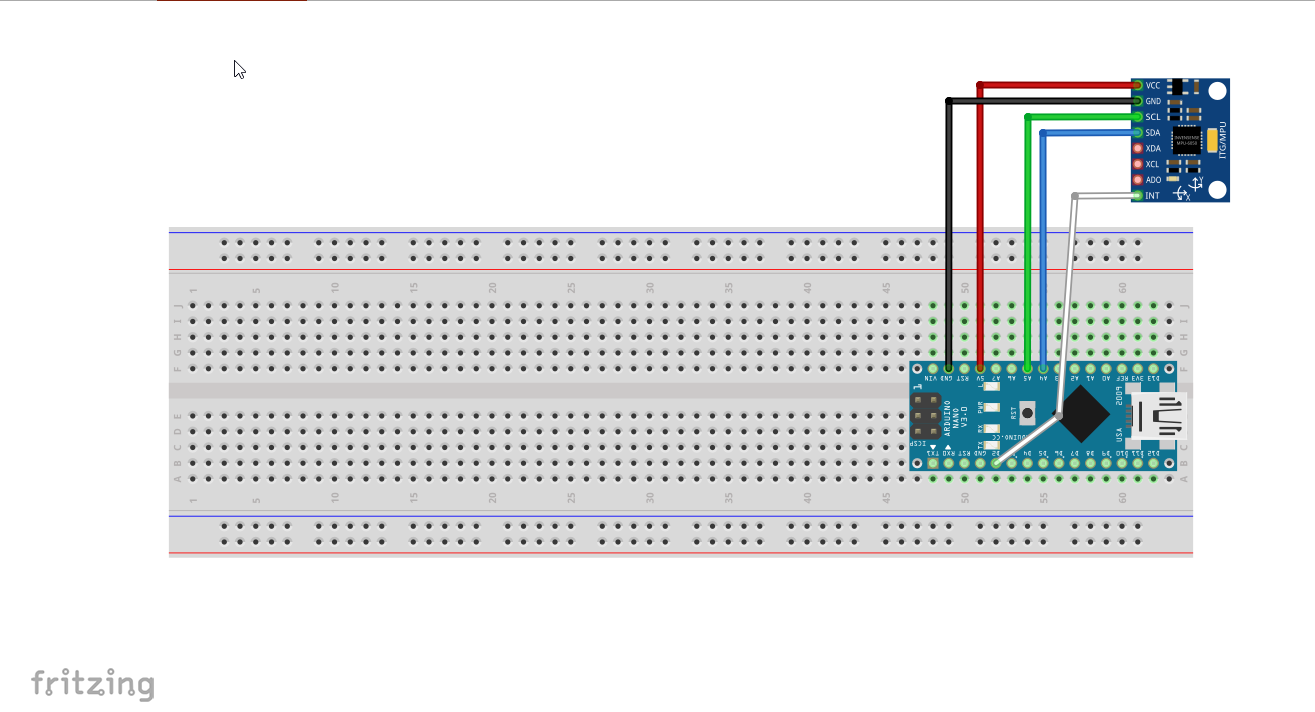 VCC
GND
SCL
SDA
XDA
XCL
ADO
INT
ITG/MPU
INVENSENSE
MPU-6050
Y
X
1 5 10 15 20 25 30 35 40 45 50 55 60
J J
I I
H H
G G
F F
VIN GND RST 5V A7 A6 A5 A4 A3 A2 A1 A0 REF 3V3 D13
L
PWR
RX
TX
RST
ARDUINO
NANO
V3.0
ICSP
ARDUINO.CC
2009
USA
TX1 RX0 RST GND D2 D4 D5 D6 D7 D8 D9 D10 D11 D12
E
D
C C
B B
A A
1 5 10 15 20 25 50 55 60
30 35 40 45
fritzing